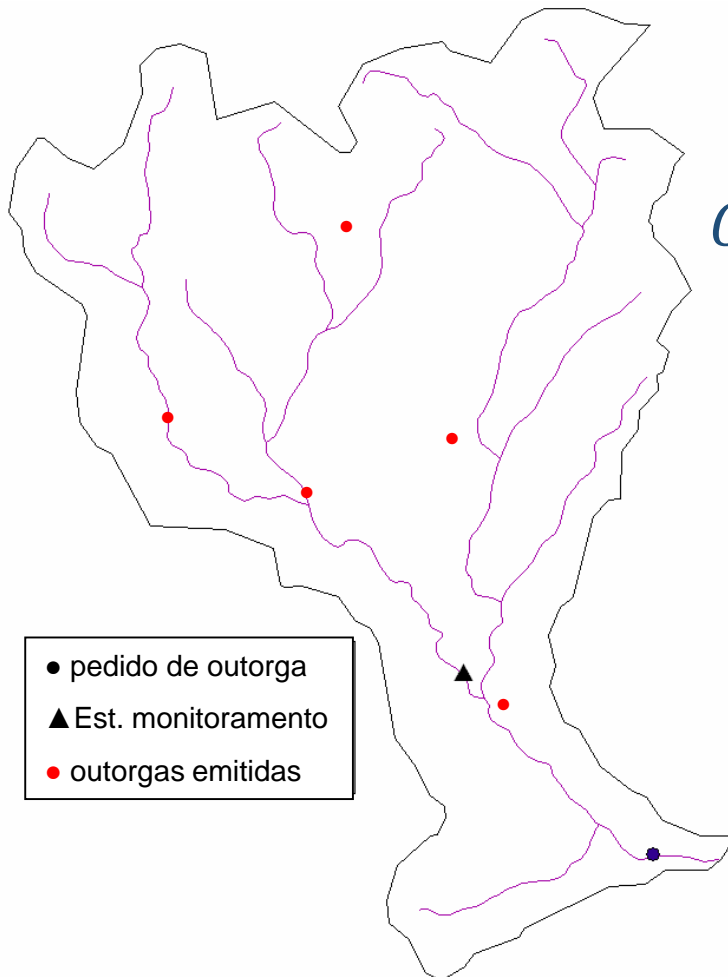 pedido de outorga
Est. monitoramento
outorgas emitidas